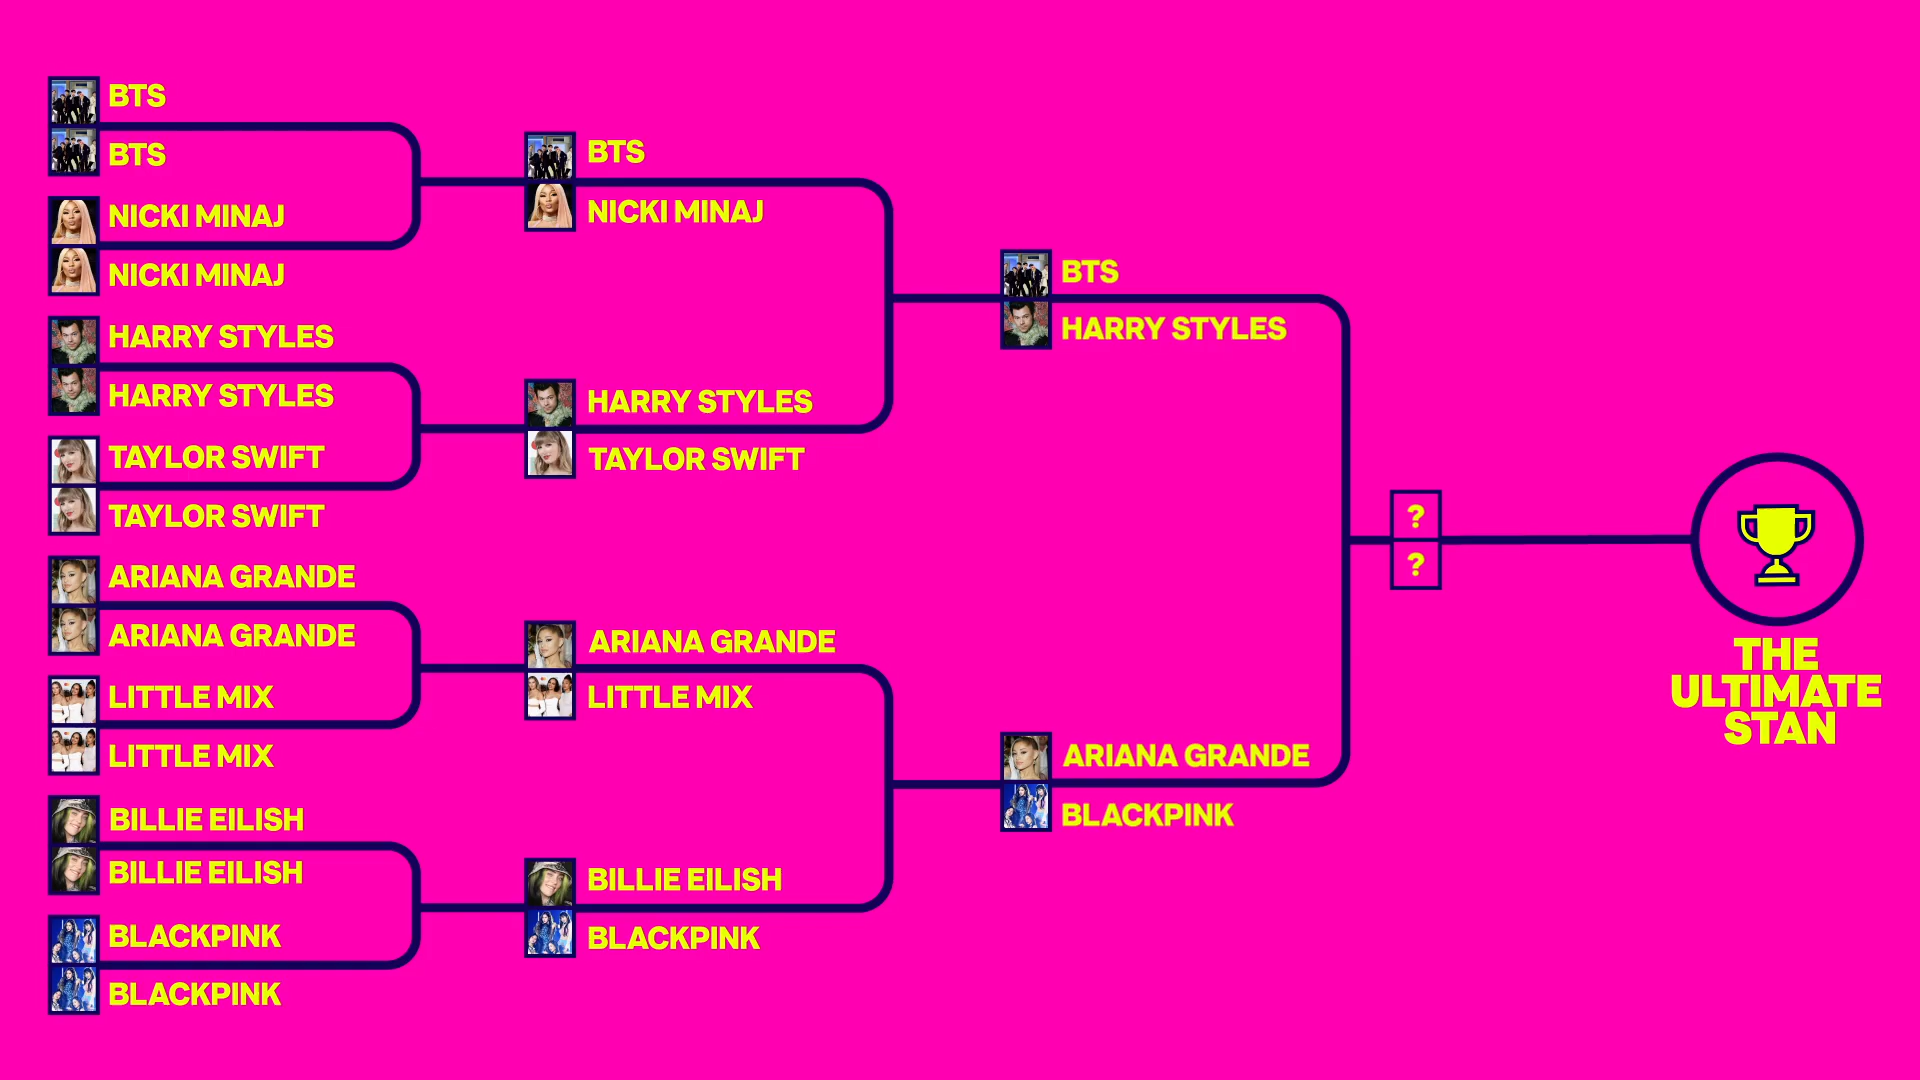 BTS
BTS
NICKI MINAJ
NICKI MINAJ
HARRY STYLES
HARRY STYLES
TAYLOR SWIFT
TAYLOR SWIFT
ARIANA GRANDE
ARIANA GRANDE
LITTLE MIX
LITTLE MIX
BILLIE EILISH
BILLIE EILISH
BLACKPINK
BLACKPINK
BTS
NICKI MINAJ
HARRY STYLES
TAYLOR SWIFT
ARIANA GRANDE
LITTLE MIX
BILLIE EILISH
BLACKPINK
BTS
HARRY STYLES
ARIANA GRANDE
BLACKPINK
?
?
THE
ULTIMATE
STAN